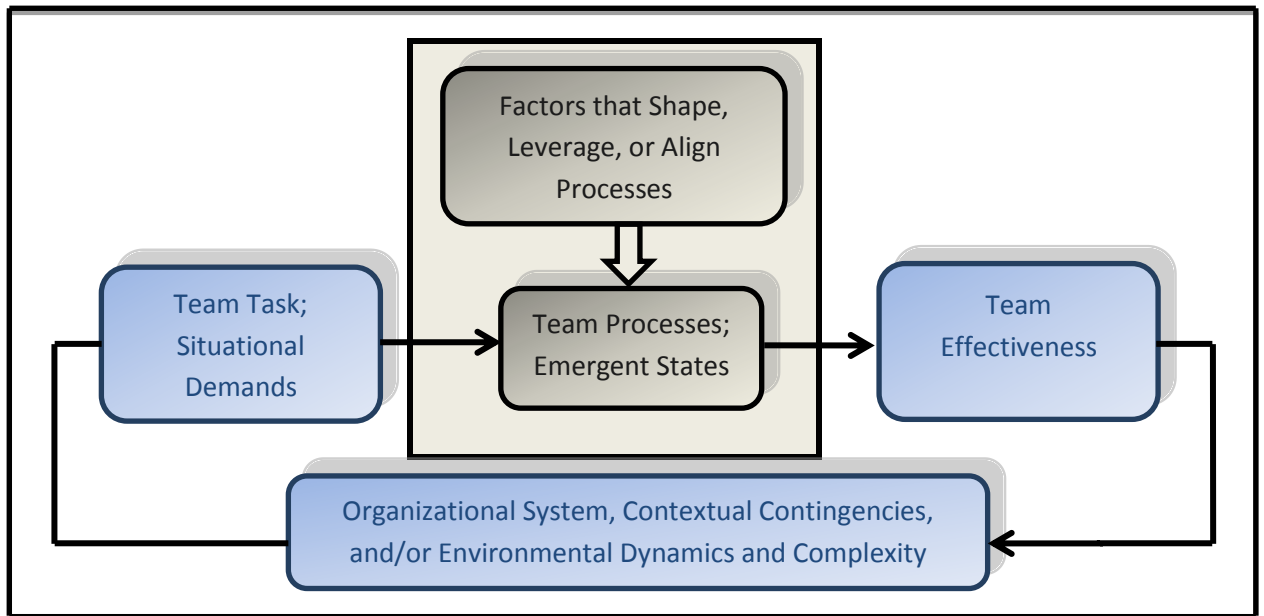 Factors that Shape,
Leverage, or Align
Processes
Team Task;
Situational
Demands
Team Processes;
Emergent States
Team
Effectiveness
Organizational System, Contextual Contingencies,
and/or Environmental Dynamics and Complexity